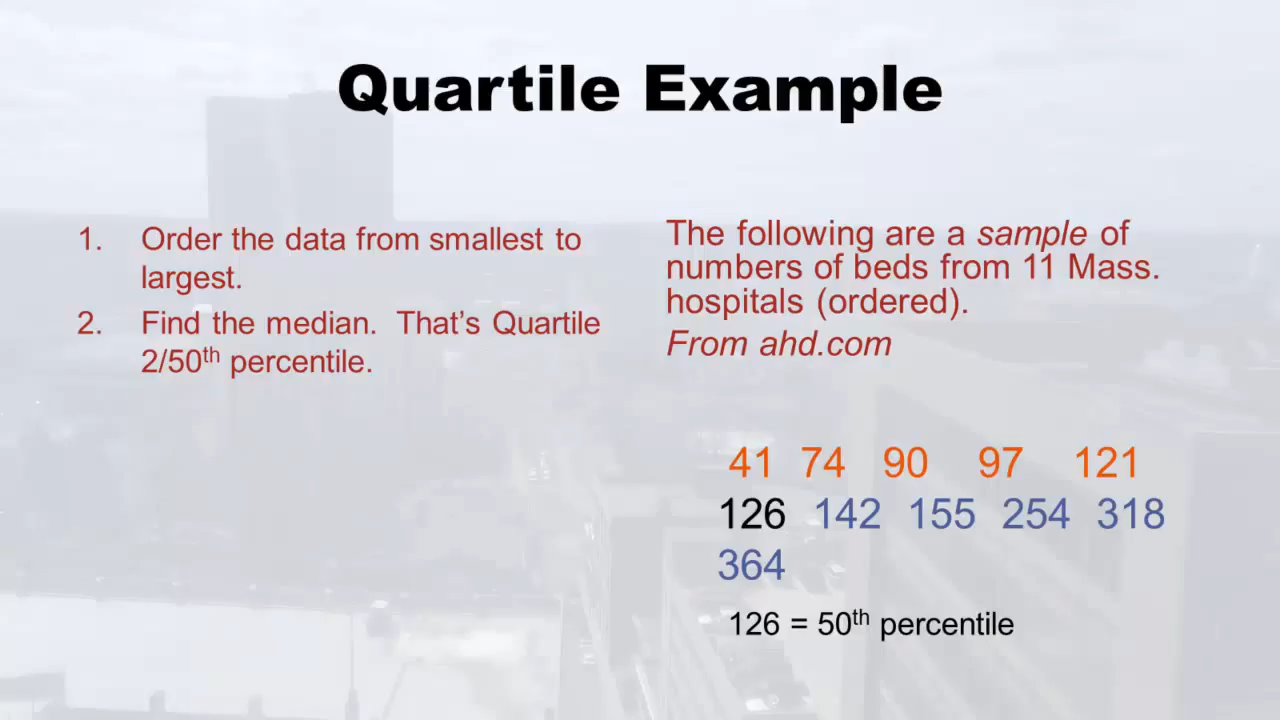 Quartile Example
1. Order the data from smallest to
largest.
2. Find the median. That’s Quartile
2/50th percentile.
The following are a sample of
numbers of beds from 11 Mass.
hospitals (ordered).
From ahd.com
41 74 90 97 121
126 142 155 254 318
364
126 = 50th percentile